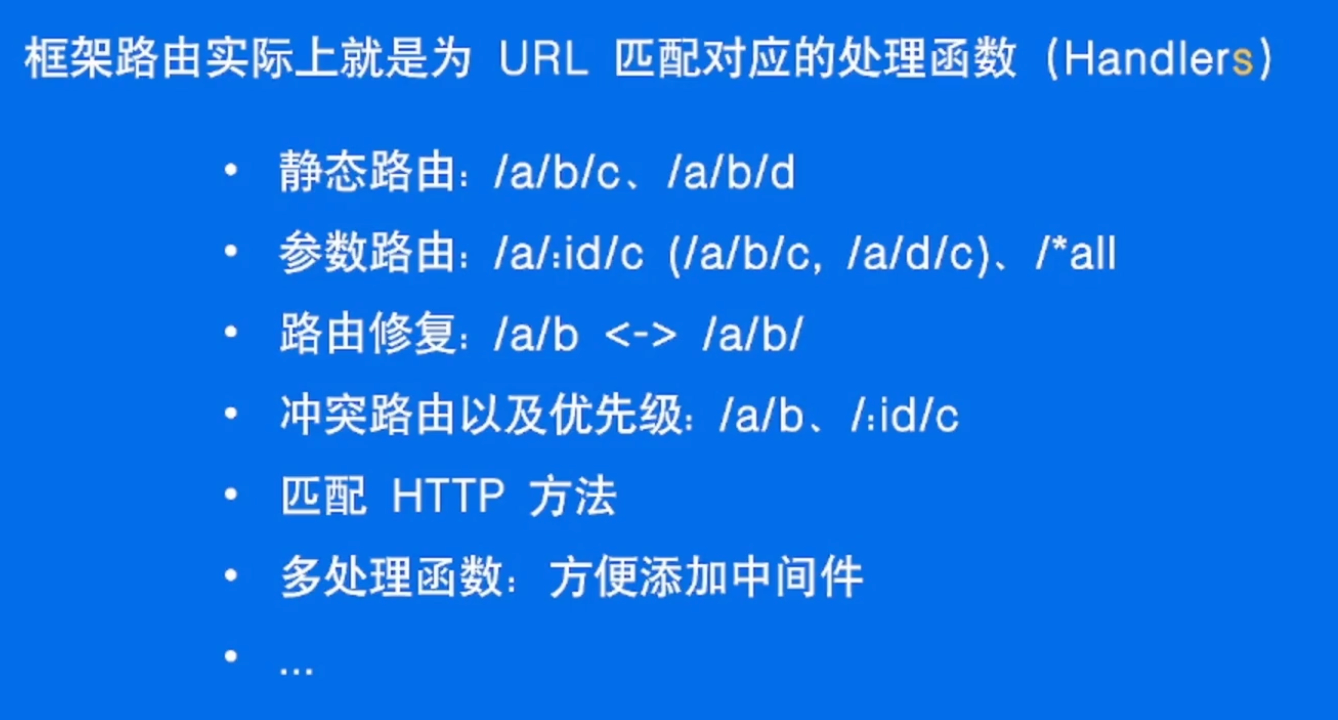 框架路由实际上就是为 URL 匹配对应的处理函数（Handlers）
• 静态路由：/a/b/c、/a/b/d
• 参数路由：/a/:id/c (/a/b/c, /a/d/c)、/*all
• 路由修复：/a/b <-> /a/b/
• 冲突路由以及优先级：/a/b、/:id/c
• 匹配 HTTP 方法
• 多处理函数：方便添加中间件
• ...